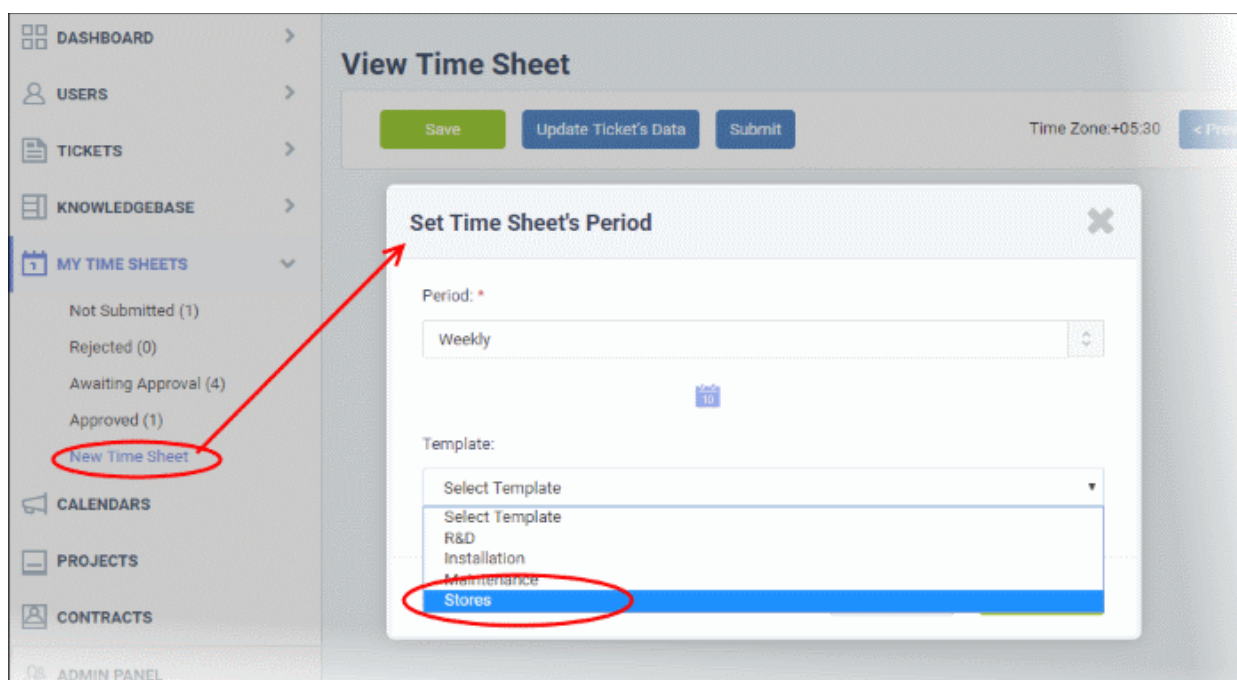 DASHBOARD
USERS
TICKETS
KNOWLEDGEBASE
1
MY TIME SHEETS
Not Submitted (1)
Rejected (0)
Awaiting Approval (4)
Approved (1)
New Time Sheet
CALENDARS
PROJECTS
CONTRACTS
ADMIN PANEL
View Time Sheet
Save
Update Ticket's Data
Submit
Time Zone:+05:30
< Prev
Set Time Sheet's Period
Period: *
Weekly
10
Template:
Select Template
Select Template
R&D
Installation
Maintenance
Stores